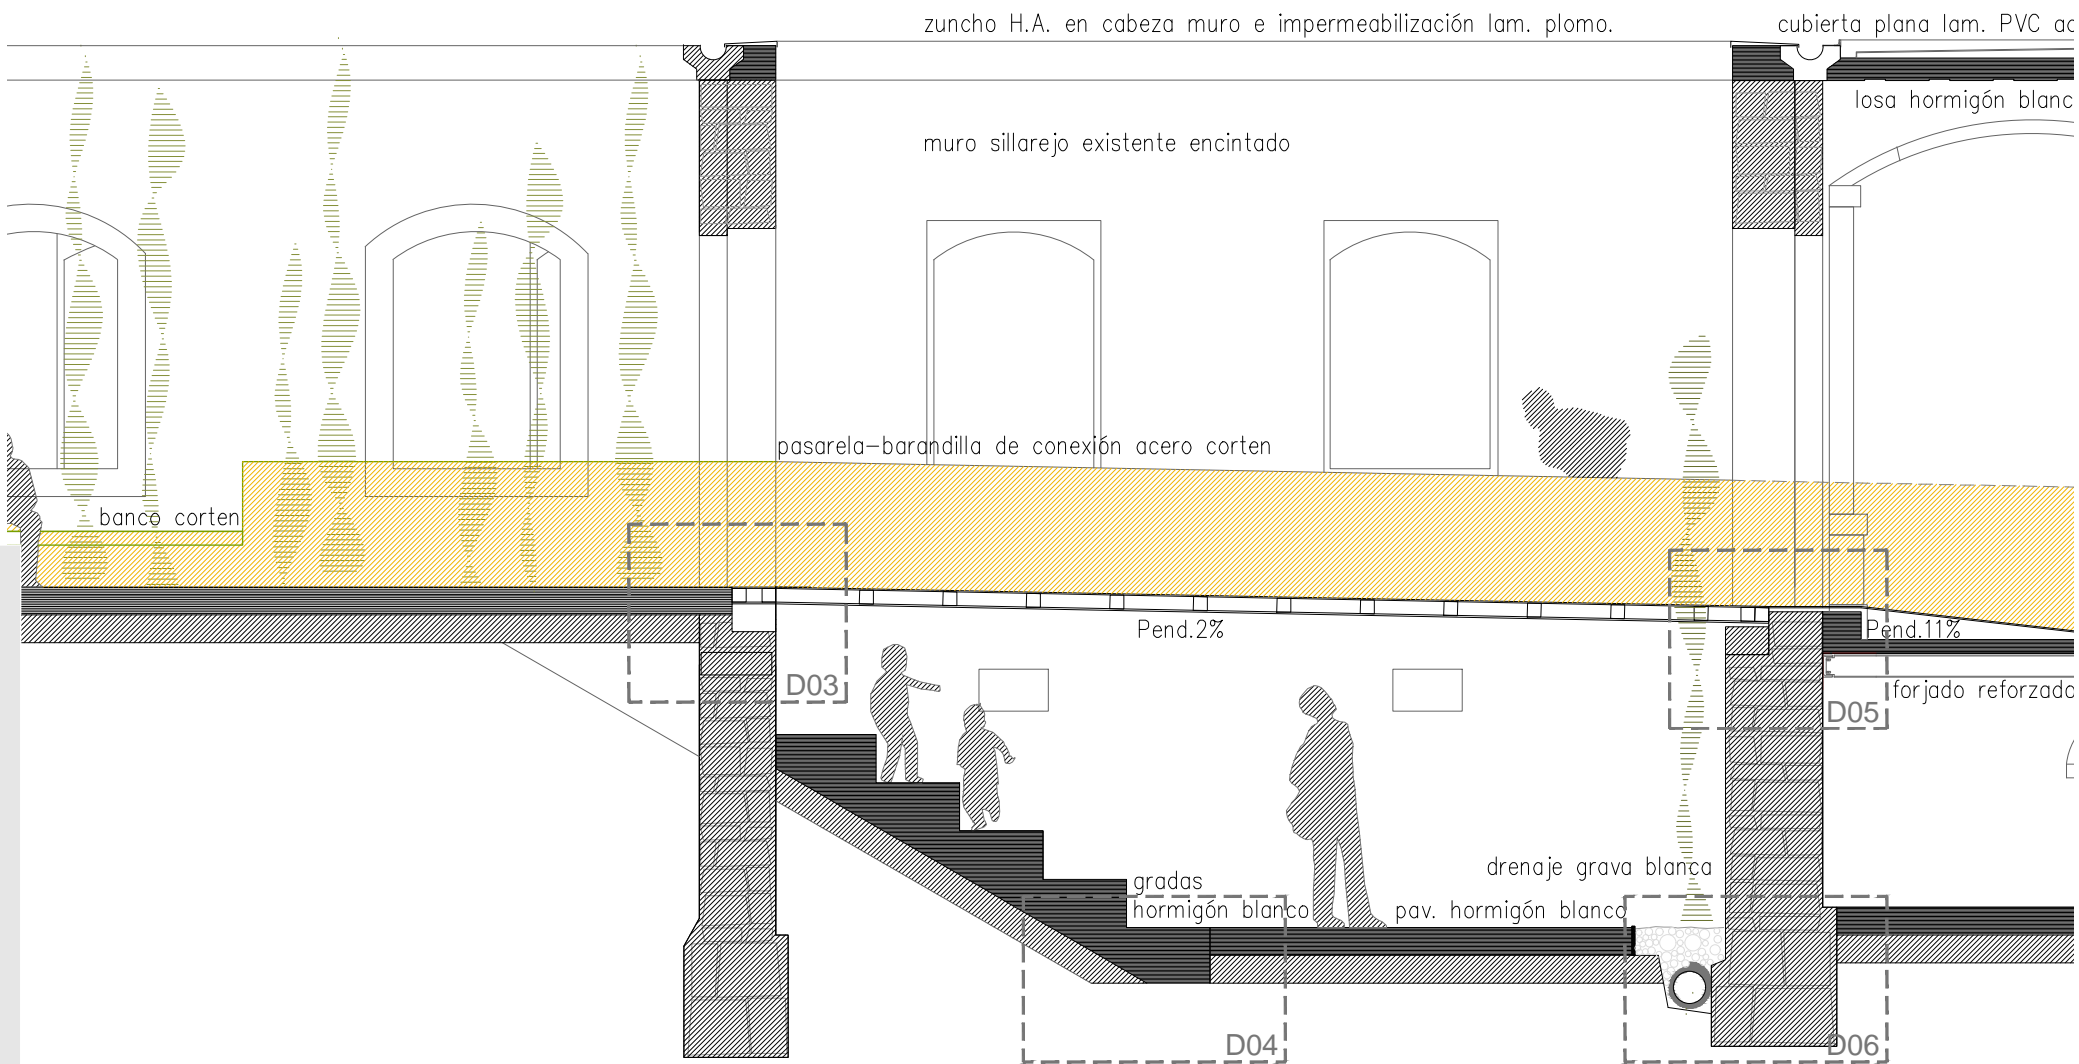 zuncho H.A. en cabeza muro e impermeabilización lam. plomo.
cubierta plana lam. PVC
losa hormigón
muro sillarejo existente encintado
pasarela-barandilla de conexión acero corten
banco corten
Pend.2%
Pend.11%
D03
forjado reforzado
D05
drenaje grava blanca
gradas
hormigón blanco
pav. hormigón blanco
D04
D06